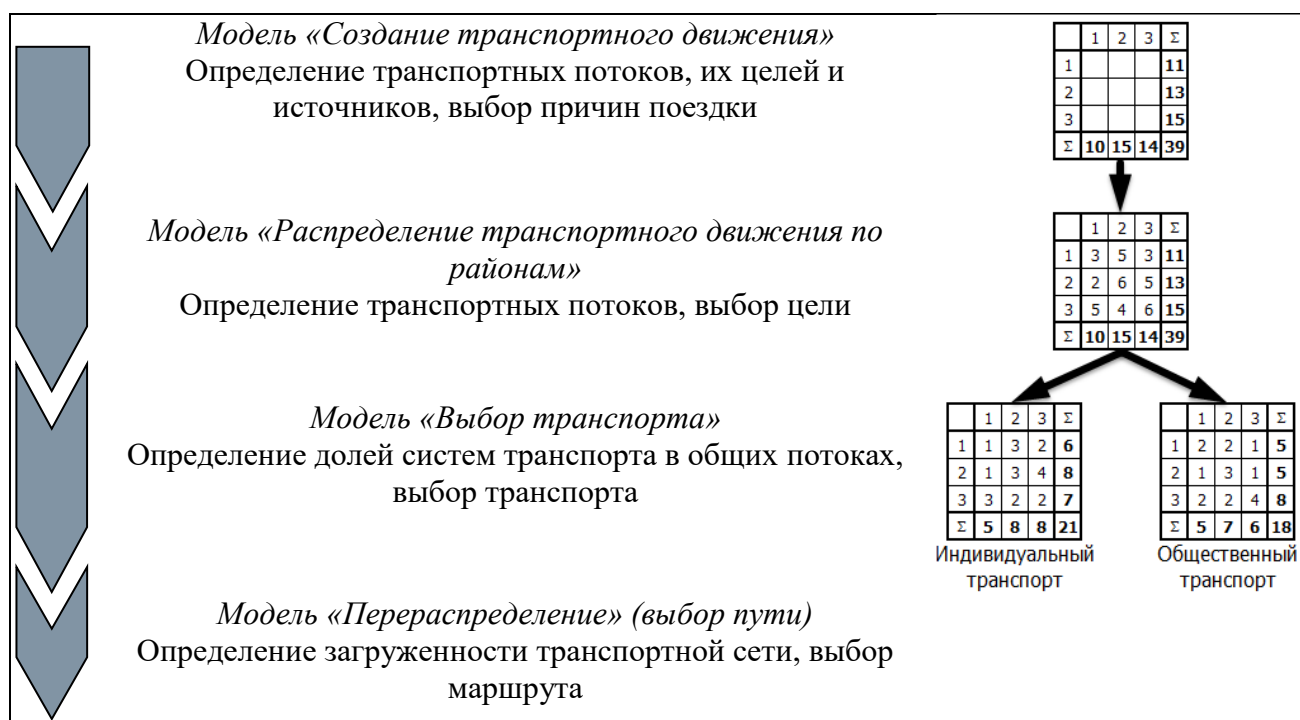 Модель «Создание транспортного движения»
Определение транспортных потоков, их целей и
источников, выбор причин поездки
1 2 3 Σ
1 11
2 13
3 15
Σ 10 15 14 39
Модель «Распределение транспортного движения по
районам»
Определение транспортных потоков, выбор цели
1 2 3 Σ
1 3 5 3 11
2 2 6 5 13
3 5 4 6 15
Σ 10 15 14 39
Модель «Выбор транспорта»
Определение долей систем транспорта в общих потоках,
выбор транспорта
1 2 3 Σ
1 1 3 2 6
2 1 3 4 8
3 3 2 2 7
Σ 5 8 8 21
Индивидуальный
транспорт
1 2 3 Σ
1 2 2 1 5
2 1 3 1 5
3 2 2 4 8
Σ 5 7 6 18
Общественный
транспорт
Модель «Перераспределение» (выбор пути)
Определение загруженности транспортной сети, выбор
маршрута